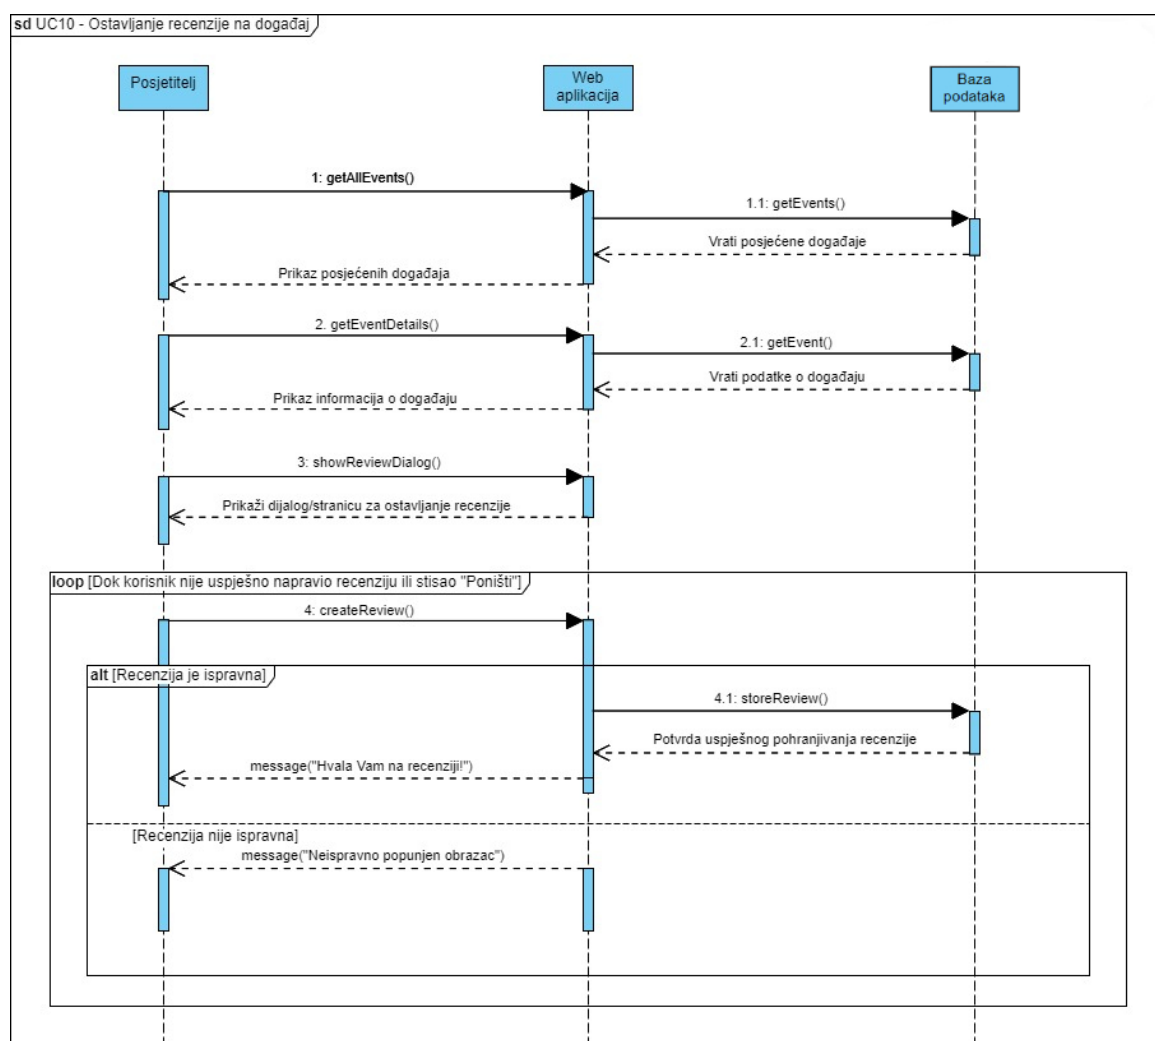 sd UC10 - Ostavljanje recenzije na događaj
Posjetitelj
Web
aplikacija
Baza
podataka
1: getAllEvents()
1.1: getEvents()
Vrati posjećene događaje
Prikaz posjećenih događaja
2. getEventDetails()
2.1: getEvent()
Vrati podatke o događaju
Prikaz informacija o događaju
3: showReviewDialog()
Prikaži dijalog/stranicu za ostavljanje recenzije
loop [Dok korisnik nije uspješno napravio recenziju ili stisao "Poništi"]
4: createReview()
alt [Recenzija je ispravna]
4.1: storeReview()
Potvrda uspješnog pohranjivanja recenzije
message("Hvala Vam na recenziji!")
[Recenzija nije ispravna]
message("Neispravno popunjen obrazac")